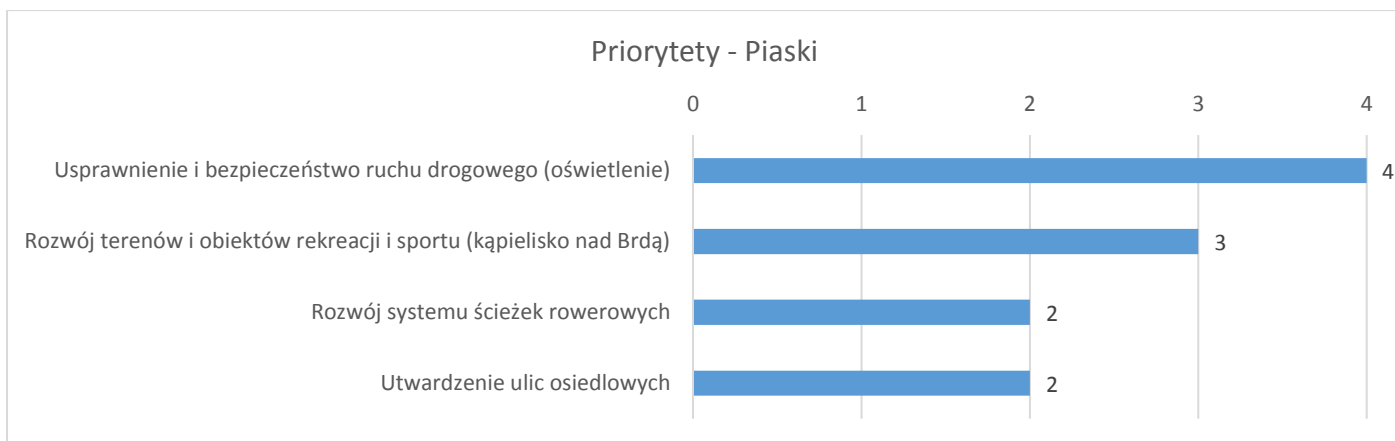 Priorytety - Piaski
0 1 2 3 4
Usprawnienie i bezpieczeństwo ruchu drogowego (oświetlenie) 4
Rozwój terenów i obiektów rekreacji i sportu (kąpielisko nad Brdą) 3
Rozwój systemu ścieżek rowerowych 2
Utwardzenie ulic osiedlowych 2